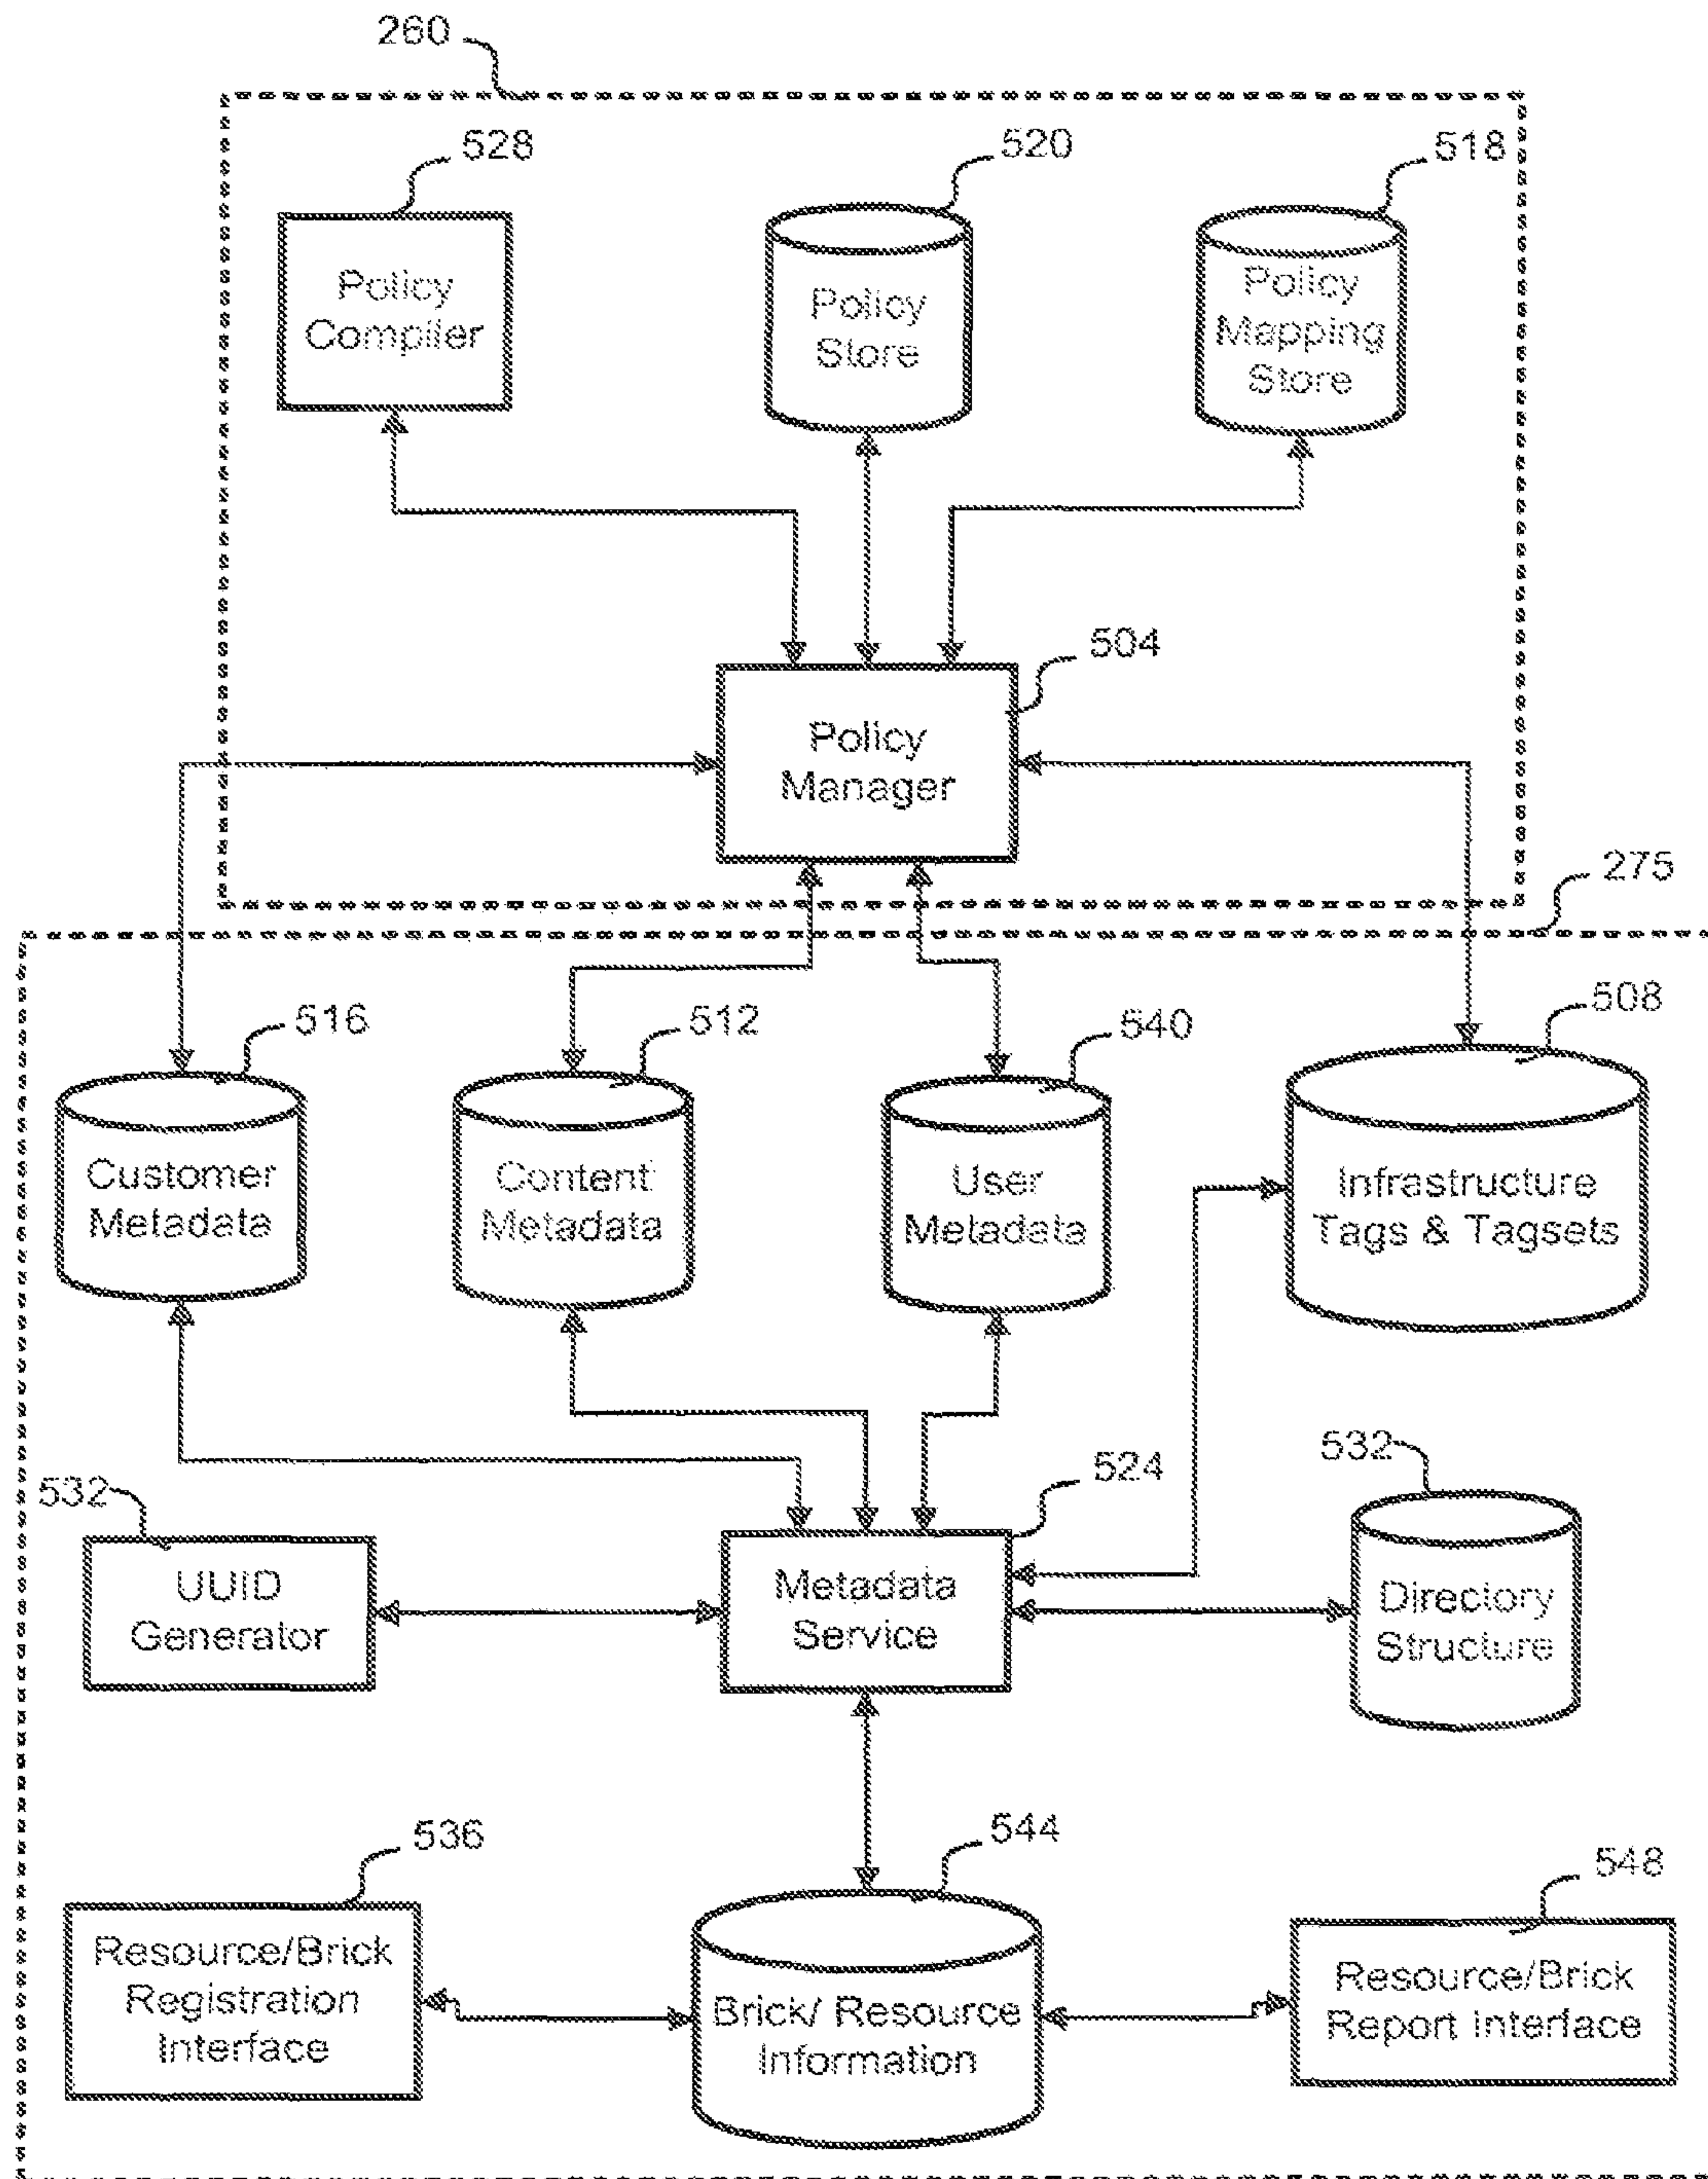 260
528
520
518
Policy
Compiler
Policy
Store
Policy
Mapping
Store
504
Policy
Manager
275
516
512
540
508
Customer
Metadata
Content
Metadata
User
Metadata
Infrastructure
Tags & Tagsets
532
524
532
UUID
Generator
Metadata
Service
Directory
Structure
536
544
548
Resource/Brick
Registration
Interface
Brick/ Resource
Information
Resource/Brick
Report Interface